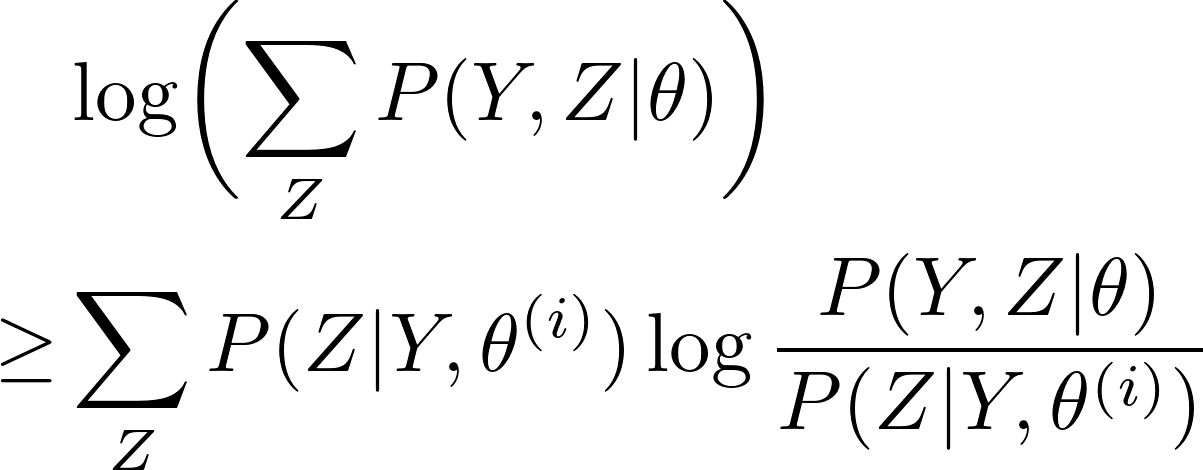 log(∑_Z P(Y, Z|θ))
≥ ∑_Z P(Z|Y, θ^(i)) log P(Y, Z|θ) / P(Z|Y, θ^(i))